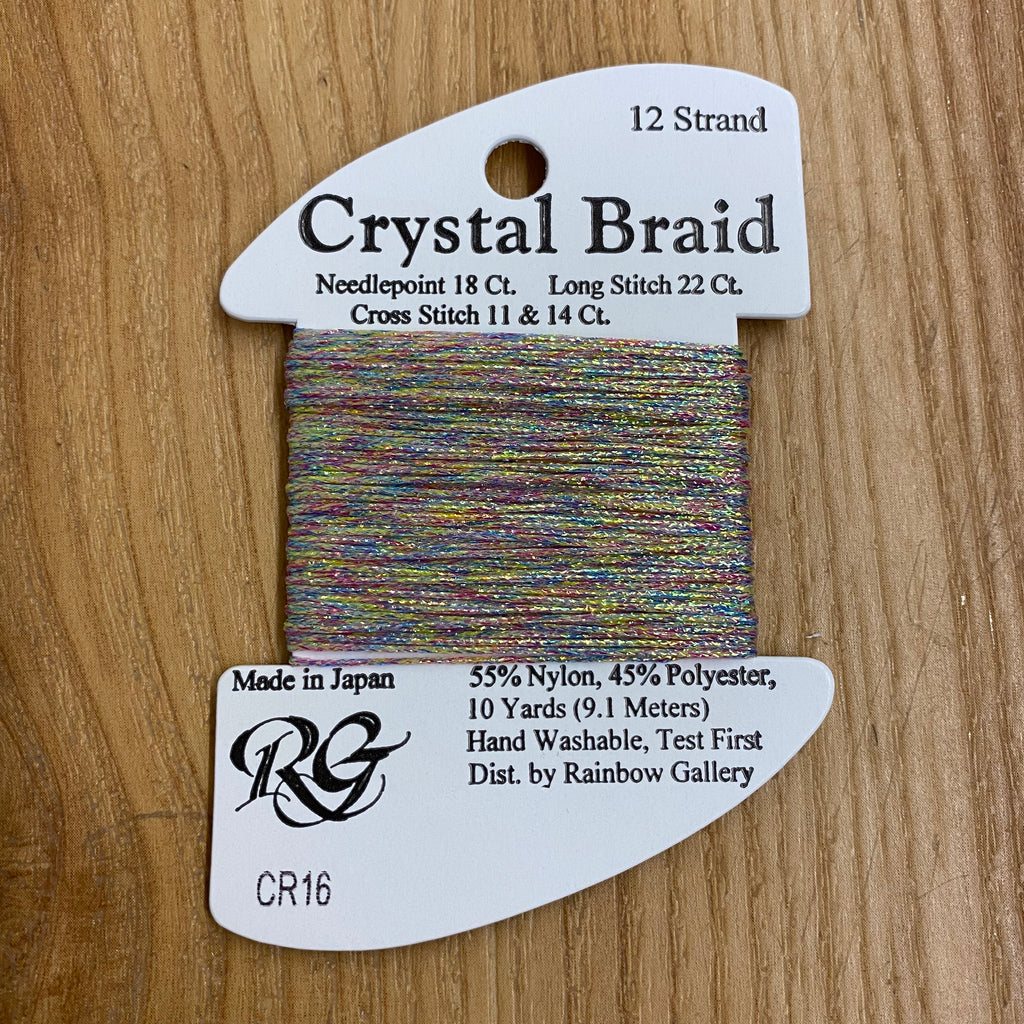 12 Strand
Crystal Braid
Needlepoint 18 Ct. Long Stitch 22 Ct.
Cross Stitch 11 & 14 Ct.
Made in Japan
RG
CR16
55% Nylon, 45% Polyester,
10 Yards (9.1 Meters)
Hand Washable, Test First
Dist. by Rainbow Gallery